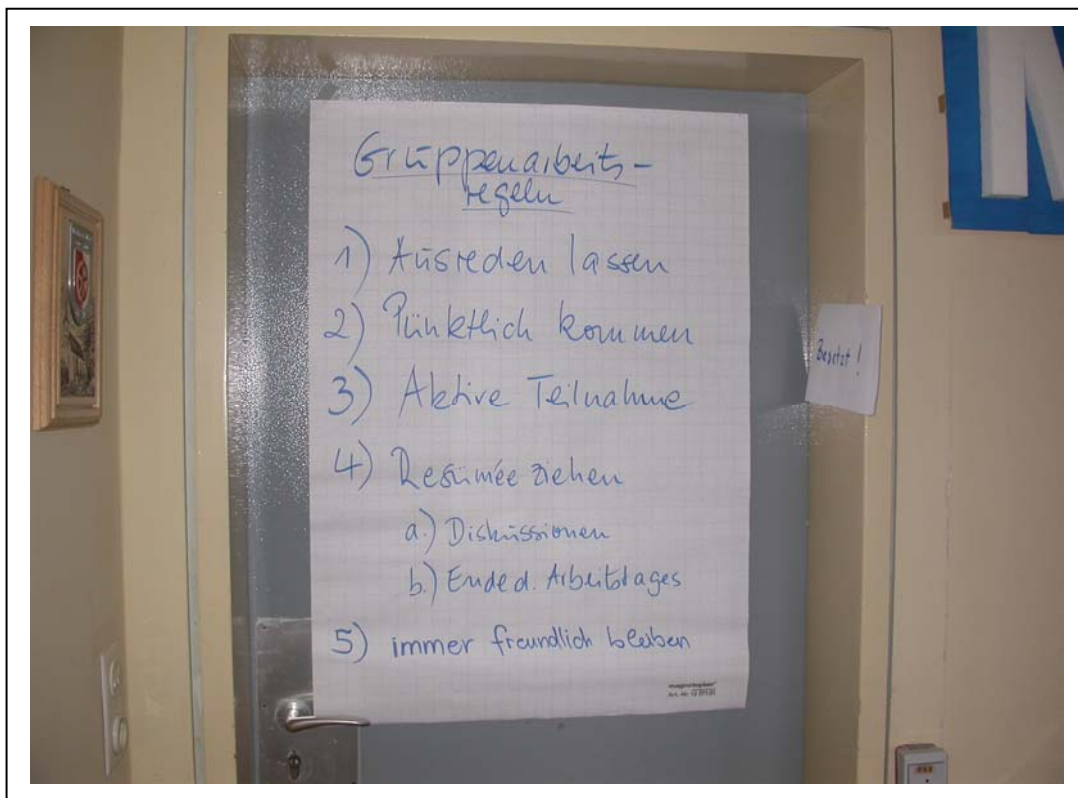 Gruppenarbeits-
regeln
1) Ausreden lassen
2) Pünktlich kommen
3) Aktive Teilnahme
4) Resümée ziehen
a.) Diskussionen
b.) Ende d. Arbeitstages
5) immer freundlich bleiben
Besetzt!
N